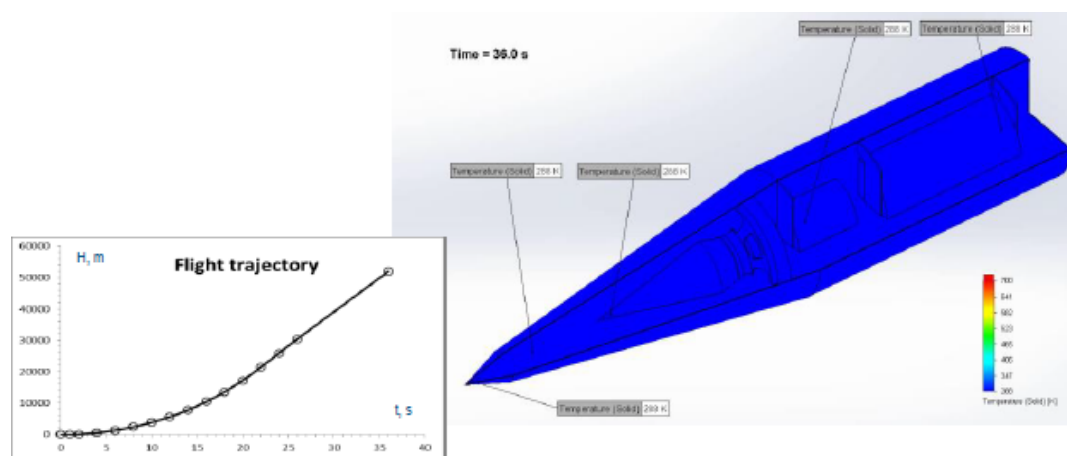 Time = 36.0 s
Temperature (Solid) 288 K
Temperature (Solid) 288 K
Temperature (Solid) 288 K
Temperature (Solid) 288 K
Temperature (Solid) 288 K
Temperature (Solid) [K]
Flight trajectory
H, m
60000
50000
40000
30000
20000
10000
0
t, s
0
5
10
15
20
25
30
35
40